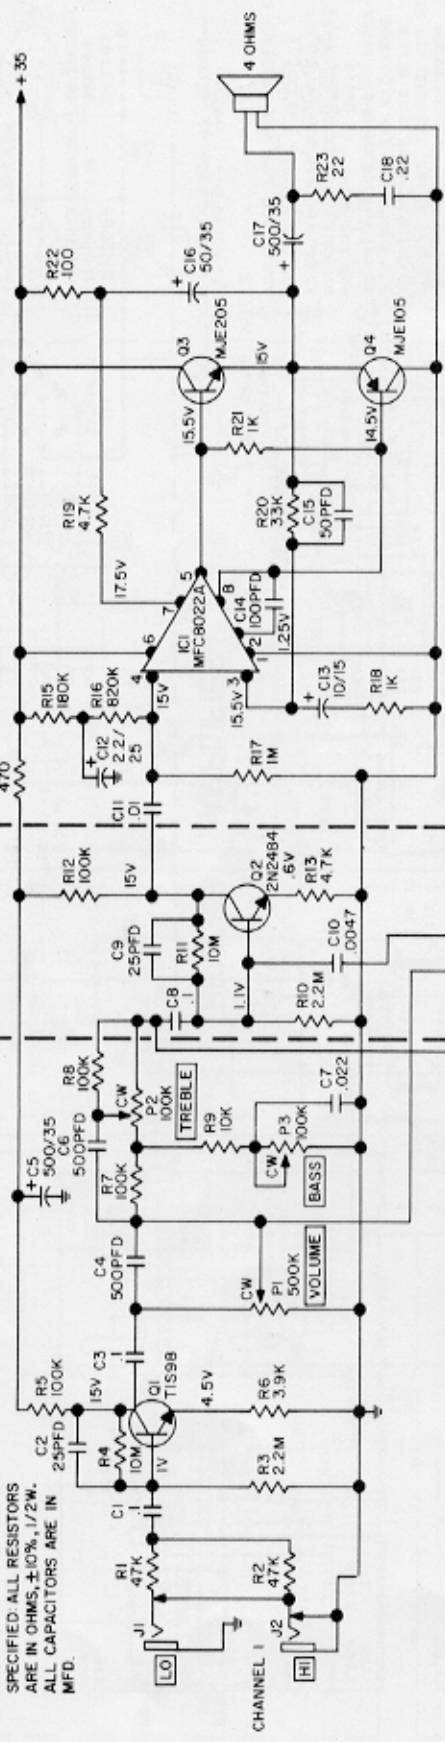 SPECIFIED: ALL RESISTORS
ARE IN OHMS, ±10%, 1/2W.
ALL CAPACITORS ARE IN
MFD.
LO
J1
CHANNEL 1
HI
J2
R1
47K
R2
47K
C1
.1
C2
25PFD
R4
10M
1V
R3
2.2M
R5
100K
15V
Q1
TIS98
4.5V
R6
3.9K
C3
.1
C4
500PFD
CW
P1
500K
VOLUME
+
C5
500/35
C6
500PFD
R7
100K
R8
100K
CW
P2
100K
TREBLE
R9
10K
CW
P3
100K
BASS
C7
.022
C8
.1
C9
25PFD
R11
10M
1.1V
R10
2.2M
C10
.0047
R12
100K
15V
Q2
2N2484
.6V
R13
4.7K
470
C11
.01
R15
180K
R16
820K
+
C12
2.2/
25
R17
1M
15V
4
6
7
5
IC1
MFC8022A
8
2
1
3
15.5V
17.5V
C14
100PFD
1.25V
+
C13
10/15
R18
1K
R19
4.7K
R20
33K
C15
50PFD
15.5V
R21
1K
14.5V
Q3
MJE205
15V
Q4
MJE105
R22
100
+
C16
50/35
C17
500/35
+
R23
22
C18
.22
4 OHMS
+35